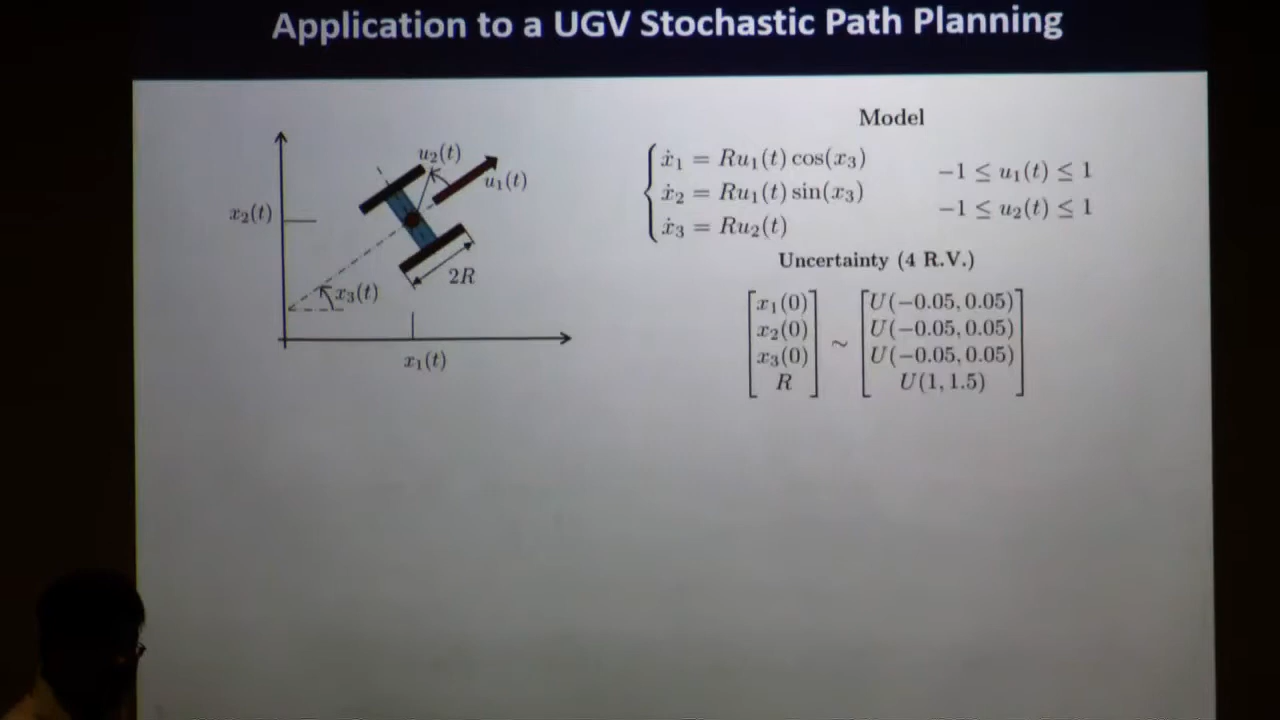 Application to a UGV Stochastic Path Planning
u₂(t)
u₁(t)
x₂(t)
2R
x₃(t)
x₁(t)
Model
ẋ₁ = Ru₁(t) cos(x₃)
-1 ≤ u₁(t) ≤ 1
ẋ₂ = Ru₁(t) sin(x₃)
-1 ≤ u₂(t) ≤ 1
ẋ₃ = Ru₂(t)
Uncertainty (4 R.V.)
[x₁(0) x₂(0) x₃(0) R] ~ [U(-0.05, 0.05) U(-0.05, 0.05) U(-0.05, 0.05) U(1, 1.5)]